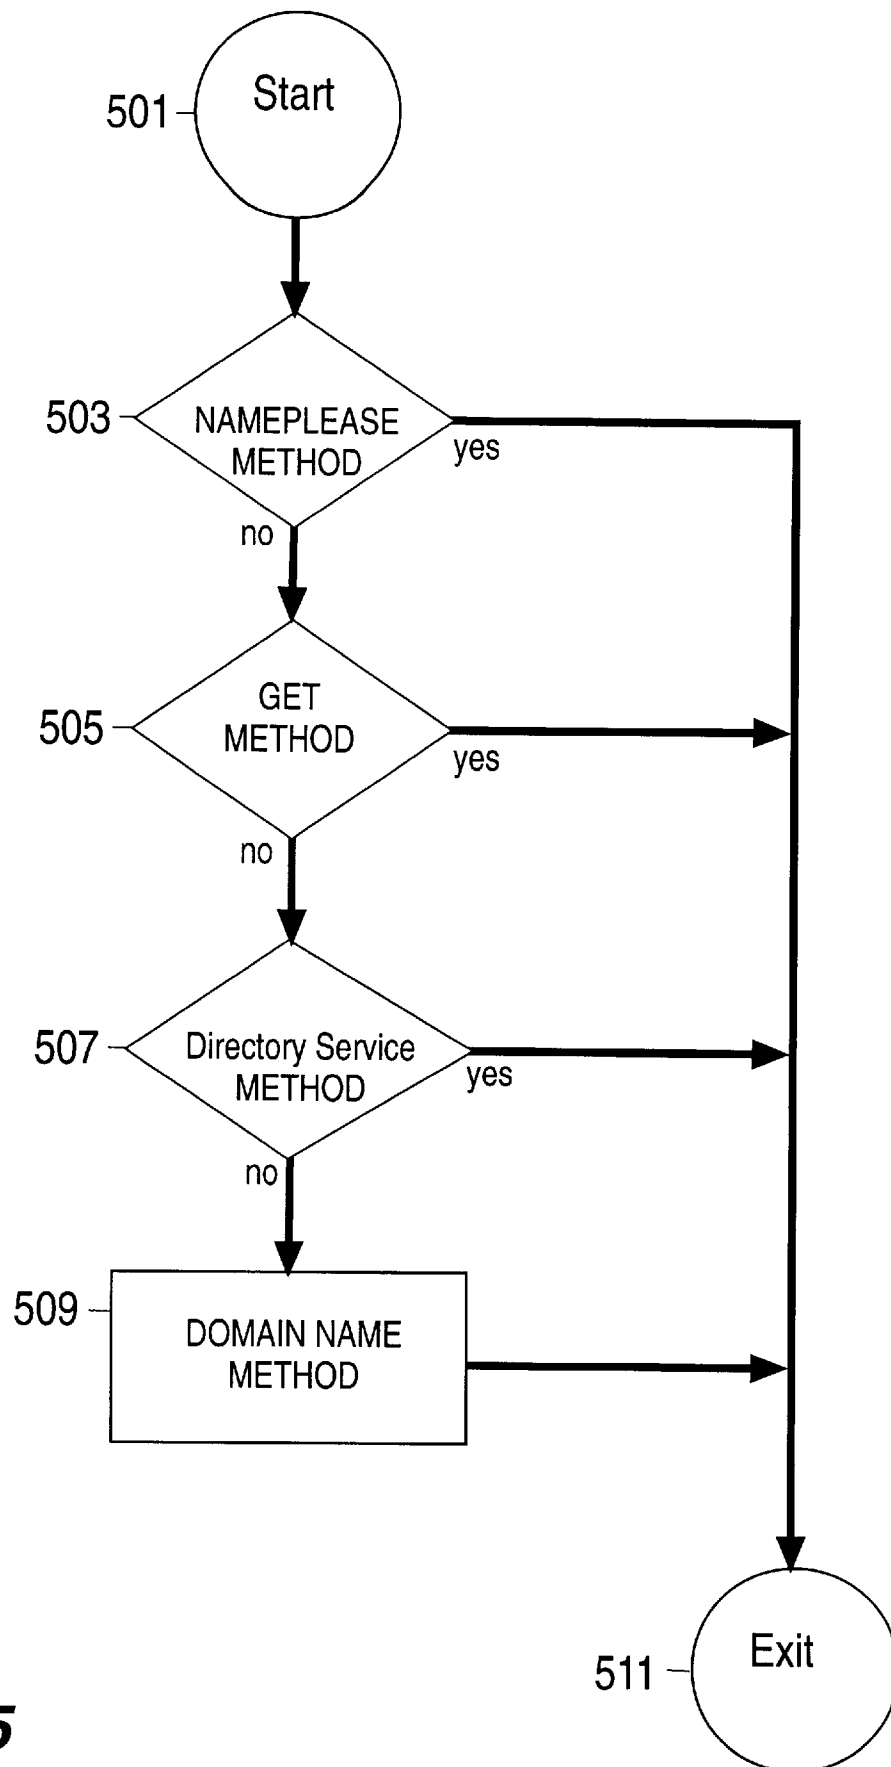 Start
501
503
NAMEPLEASE
METHOD
yes
no
GET
METHOD
505
yes
no
507
Directory Service
METHOD
yes
no
509
DOMAIN NAME
METHOD
Exit
511
5